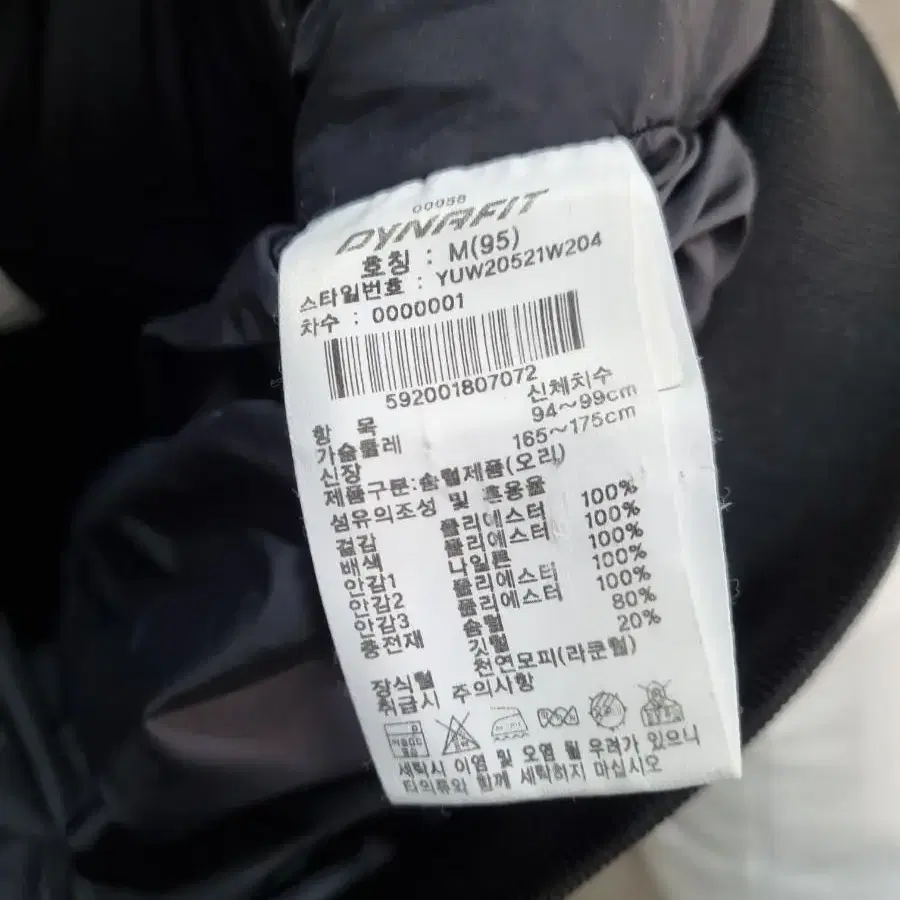 00058
DYNAFIT
호칭 : M(95)
스타일번호 : YUW20521W204
차수 : 0000001
592001807072
항 목 신체치수
가슴둘레 94~99cm
신장 165~175cm
제품구분:솜털제품(오리)
섬유의조성 및 혼용율
겉감 폴리에스터 100%
배색 폴리에스터 100%
안감1 나일론 100%
안감2 폴리에스터 100%
안감3 폴리에스터 100%
충전재 솜털 80%
깃털 20%
장식털 천연모피(라쿤털)
취급시 주의사항
세탁시 이염 및 오염 될 우려가 있으니
타의류와 함께 세탁하지 마십시오